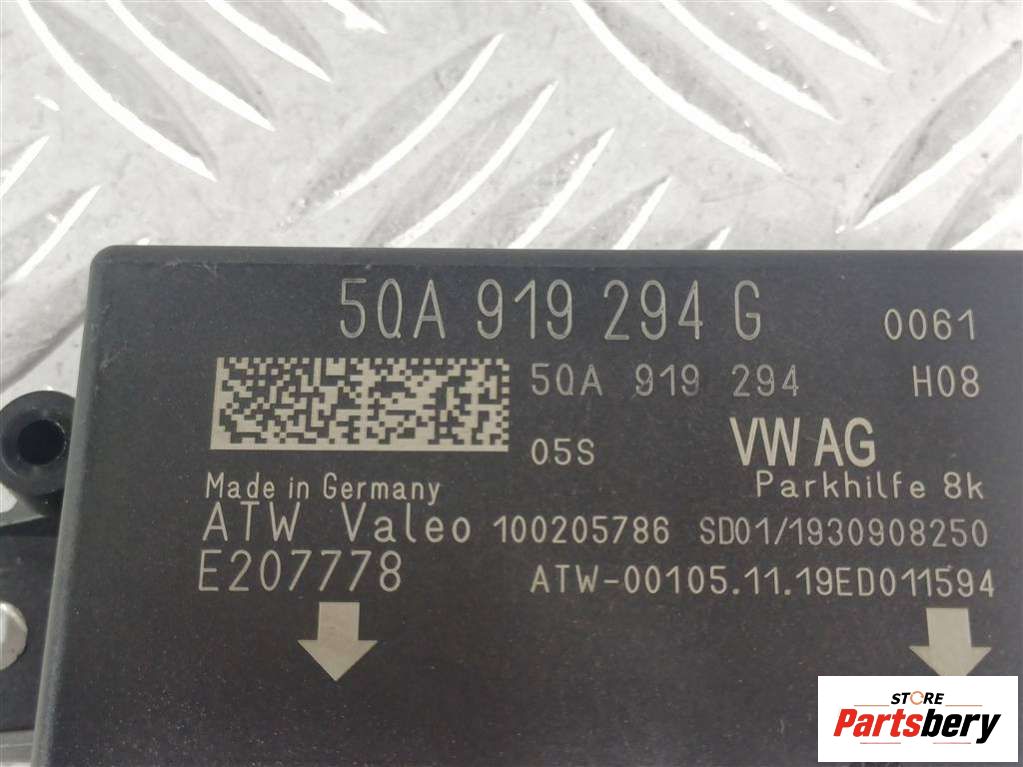 5QA 919 294 G 0061
5QA 919 294 H08
05S VW AG
Made in Germany Parkhilfe 8k
ATW Valeo 100205786 SD01/1930908250
E207778 ATW-00105.11.19ED011594
STORE
Partsbery